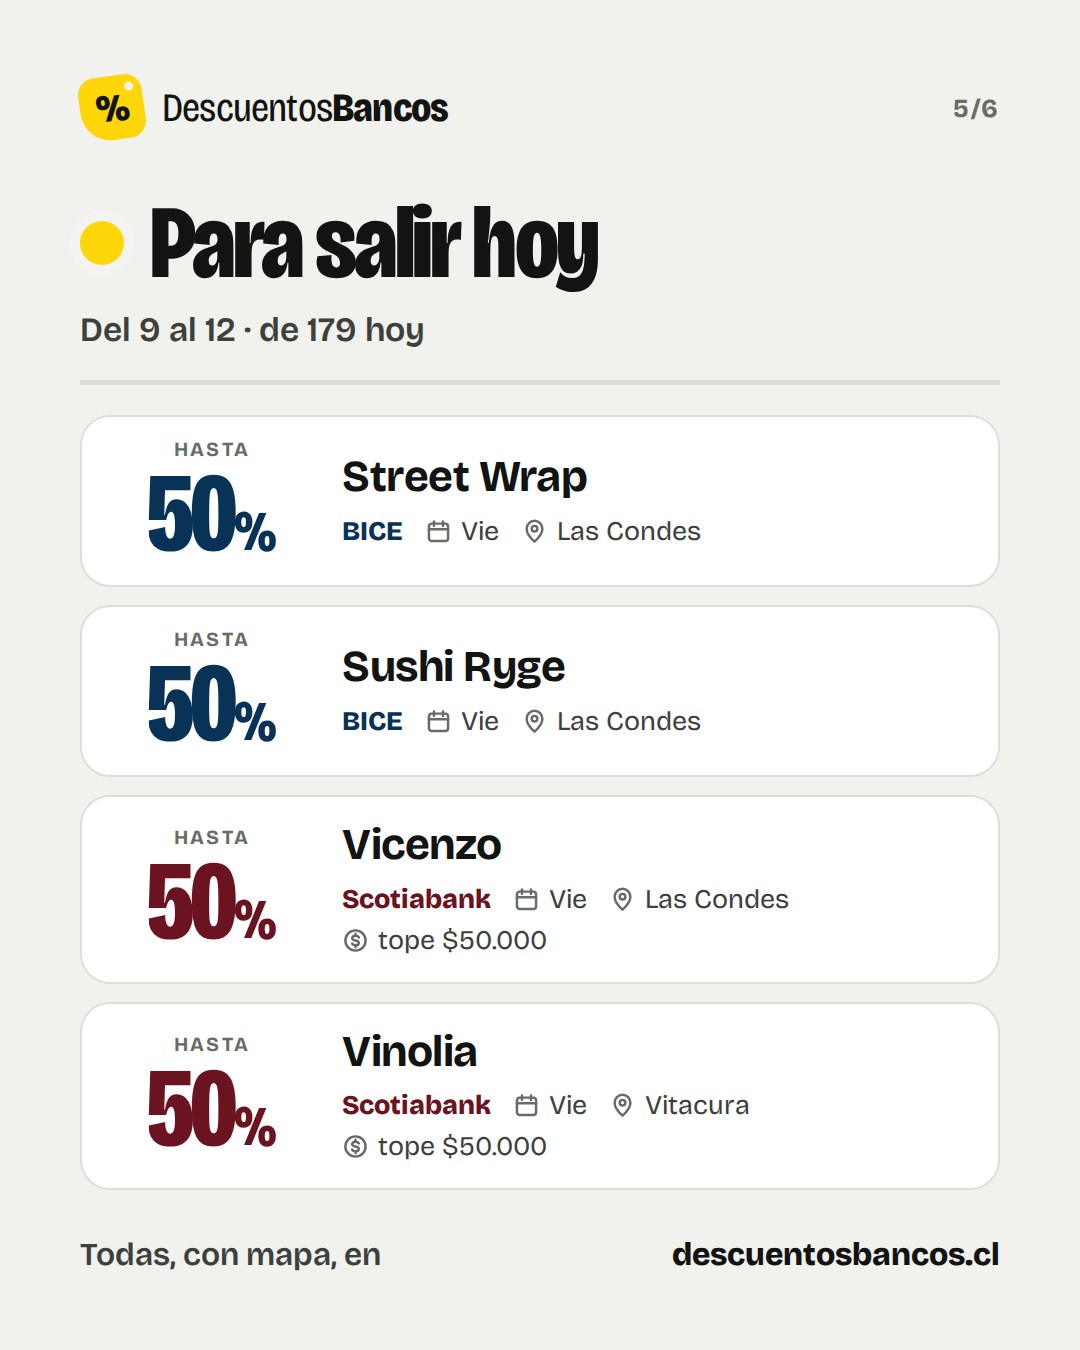 %
DescuentosBancos
5/6
Para salir hoy
Del 9 al 12 · de 179 hoy
HASTA
50%
Street Wrap
BICE Vie Las Condes
HASTA
50%
Sushi Ryge
BICE Vie Las Condes
HASTA
50%
Vicenzo
Scotiabank Vie Las Condes
tope $50.000
HASTA
50%
Vinolia
Scotiabank Vie Vitacura
tope $50.000
Todas, con mapa, en
descuentosbancos.cl